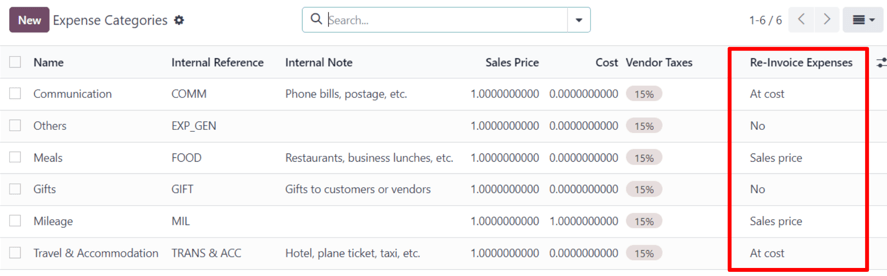 New Expense Categories Search... 1-6 / 6
Name Internal Reference Internal Note Sales Price Cost Vendor Taxes Re-Invoice Expenses
Communication COMM Phone bills, postage, etc. 1.0000000000 0.0000000000 15% At cost
Others EXP_GEN 1.0000000000 0.0000000000 15% No
Meals FOOD Restaurants, business lunches, etc. 1.0000000000 0.0000000000 15% Sales price
Gifts GIFT Gifts to customers or vendors 1.0000000000 0.0000000000 15% No
Mileage MIL 1.0000000000 1.0000000000 15% Sales price
Travel & Accommodation TRANS & ACC Hotel, plane ticket, taxi, etc. 1.0000000000 0.0000000000 15% At cost